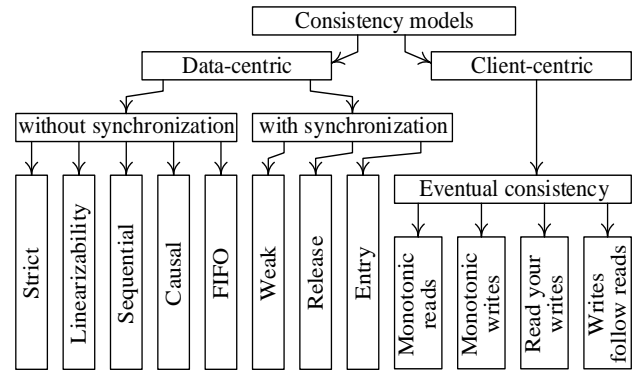 Consistency models
Data-centric
Client-centric
without synchronization
with synchronization
Eventual consistency
Strict
Linearizability
Sequential
Causal
FIFO
Weak
Release
Entry
Monotonic
reads
Monotonic
writes
Read your
writes
Writes
follow reads